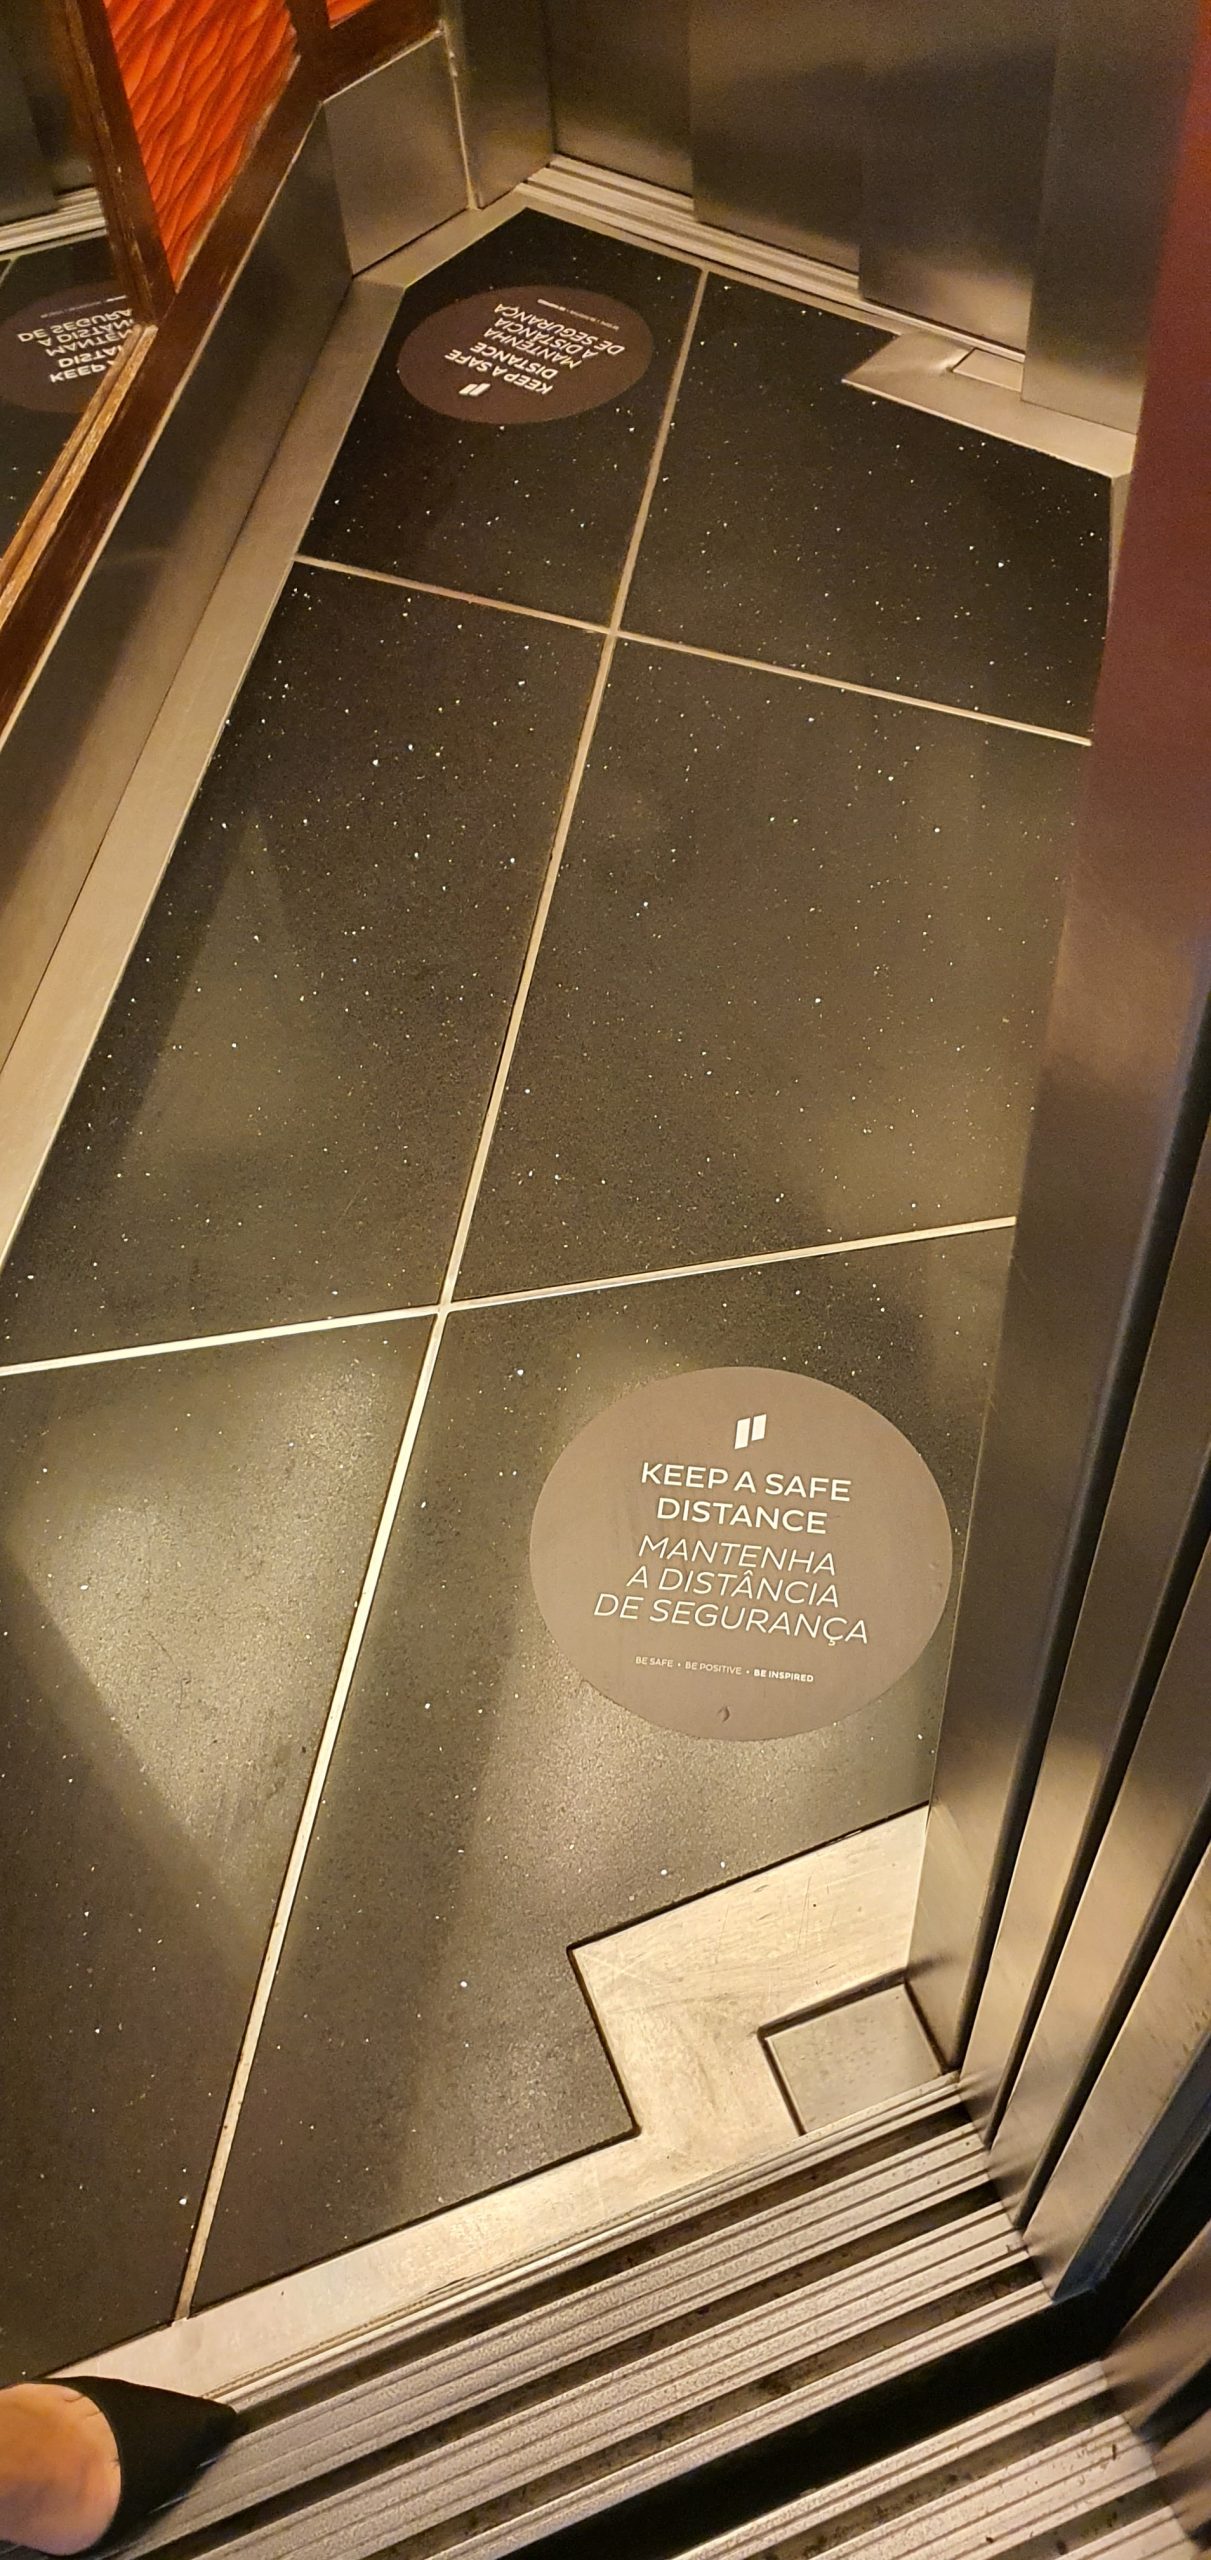 KEEP A SAFE
DISTANCE
MANTENHA
A DISTÂNCIA
DE SEGURANÇA
KEEP A SAFE
DISTANCE
MANTENHA
A DISTÂNCIA
DE SEGURANÇA
BE SAFE • BE POSITIVE • BE INSPIRED